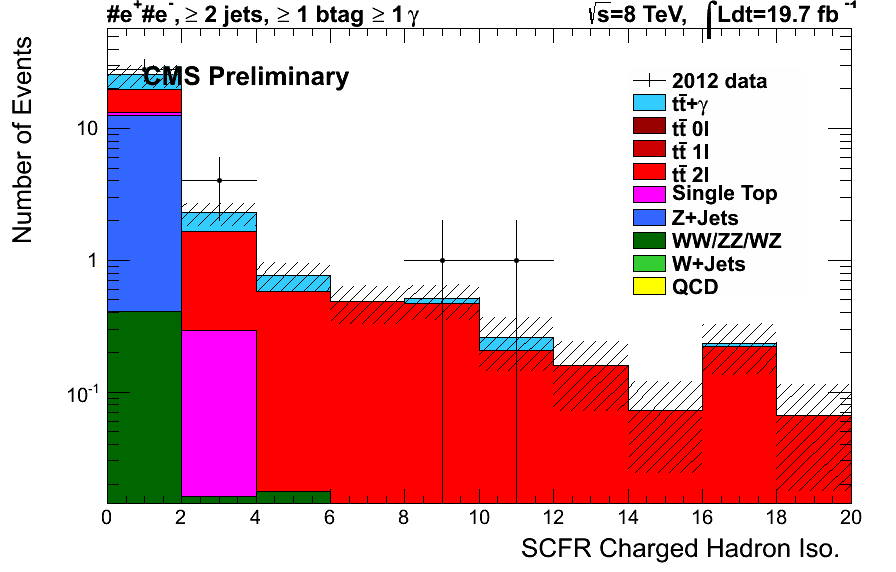 #e⁺#e⁻, ≥ 2 jets, ≥ 1 btag ≥ 1 γ
√s=8 TeV, ∫Ldt=19.7 fb⁻¹
CMS Preliminary
2012 data
tt̄+γ
tt̄ 0l
tt̄ 1l
tt̄ 2l
Single Top
Z+Jets
WW/ZZ/WZ
W+Jets
QCD
Number of Events
10
1
10⁻¹
0 2 4 6 8 10 12 14 16 18 20
SCFR Charged Hadron Iso.